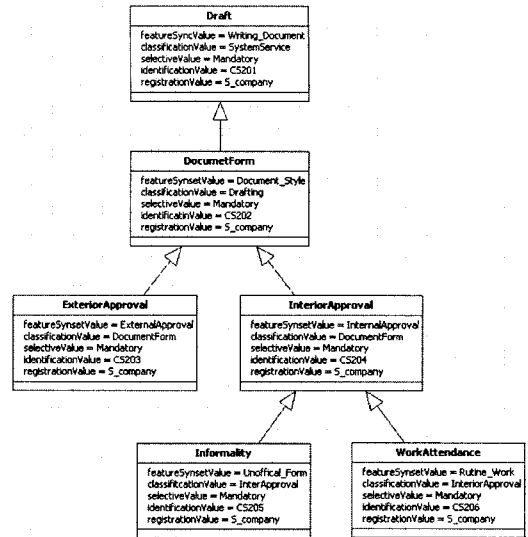 Draft
featureSyncValue = Writing_Document
classificationValue = SystemService
selectiveValue = Mandatory
identificationValue = CS201
registrationValue = S_company
DocumetForm
featureSynsetValue = Document_Style
classificationValue = Drafting
selectiveValue = Mandatory
identificatinValue = CS202
registrationValue = S_company
ExteriorApproval
featureSynsetValue = ExternalApproval
classificationValue = DocumentForm
selectiveValue = Mandatory
identificationValue = CS203
registrationValue = S_company
InteriorApproval
featureSynsetValue = InternalApproval
classificationValue = DocumentForm
selectiveValue = Mandatory
identificationValue = CS204
registrationValue = S_company
Informality
featureSynsetValue = Unoffical_Form
classifitcationValue = InterApproval
selectiveValue = Mandatory
identificationValue = CS205
registrationValue = S_company
WorkAttendance
featureSynsetValue = Rutine_Work
classificationValue = InteriorApproval
selectiveValue = Mandatory
identificationValue = CS206
registrationValue = S_company